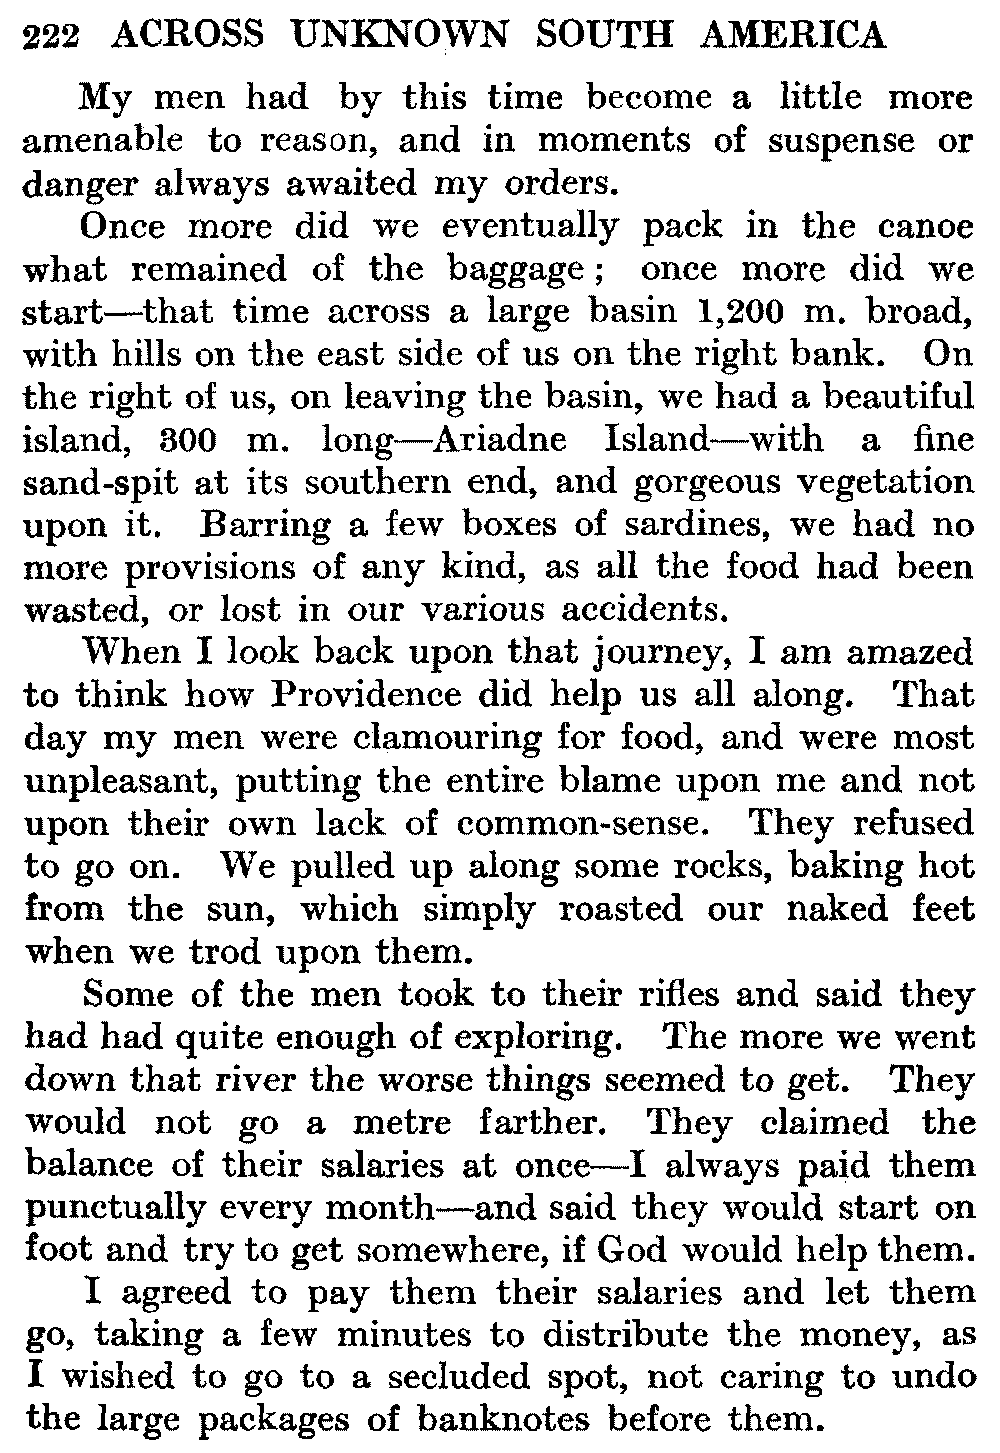 222 ACROSS UNKNOWN SOUTH AMERICA
My men had by this time become a little more
amenable to reason, and in moments of suspense or
danger always awaited my orders.
Once more did we eventually pack in the canoe
what remained of the baggage; once more did we
start—that time across a large basin 1,200 m. broad,
with hills on the east side of us on the right bank. On
the right of us, on leaving the basin, we had a beautiful
island, 300 m. long—Ariadne Island—with a fine
sand-spit at its southern end, and gorgeous vegetation
upon it. Barring a few boxes of sardines, we had no
more provisions of any kind, as all the food had been
wasted, or lost in our various accidents.
When I look back upon that journey, I am amazed
to think how Providence did help us all along. That
day my men were clamouring for food, and were most
unpleasant, putting the entire blame upon me and not
upon their own lack of common-sense. They refused
to go on. We pulled up along some rocks, baking hot
from the sun, which simply roasted our naked feet
when we trod upon them.
Some of the men took to their rifles and said they
had had quite enough of exploring. The more we went
down that river the worse things seemed to get. They
would not go a metre farther. They claimed the
balance of their salaries at once—I always paid them
punctually every month—and said they would start on
foot and try to get somewhere, if God would help them.
I agreed to pay them their salaries and let them
go, taking a few minutes to distribute the money, as
I wished to go to a secluded spot, not caring to undo
the large packages of banknotes before them.